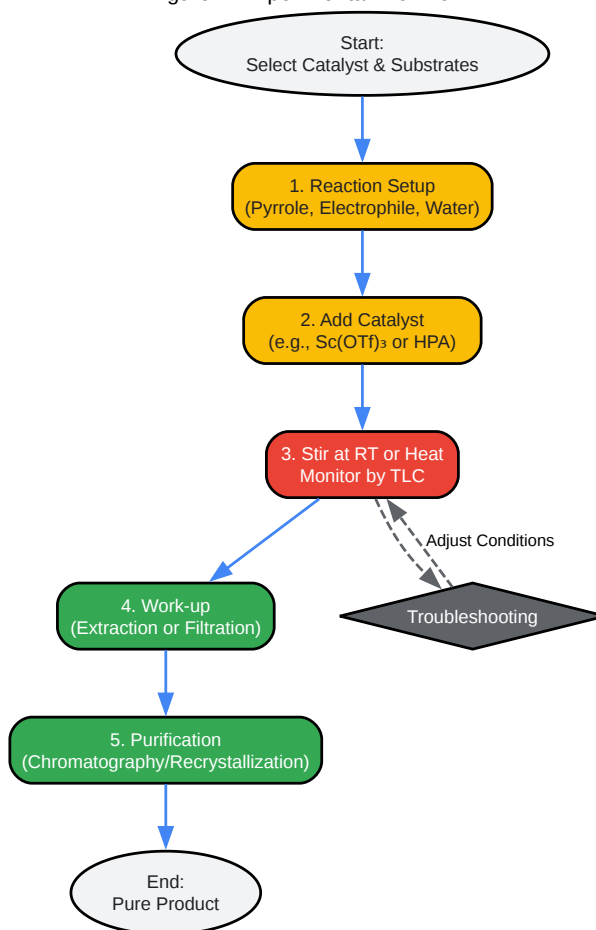 Start:
Select Catalyst & Substrates
1. Reaction Setup
(Pyrrole, Electrophile, Water)
2. Add Catalyst
(e.g., Sc(OTf)₃ or HPA)
3. Stir at RT or Heat
Monitor by TLC
Adjust Conditions
4. Work-up
(Extraction or Filtration)
Troubleshooting
5. Purification
(Chromatography/Recrystallization)
End:
Pure Product